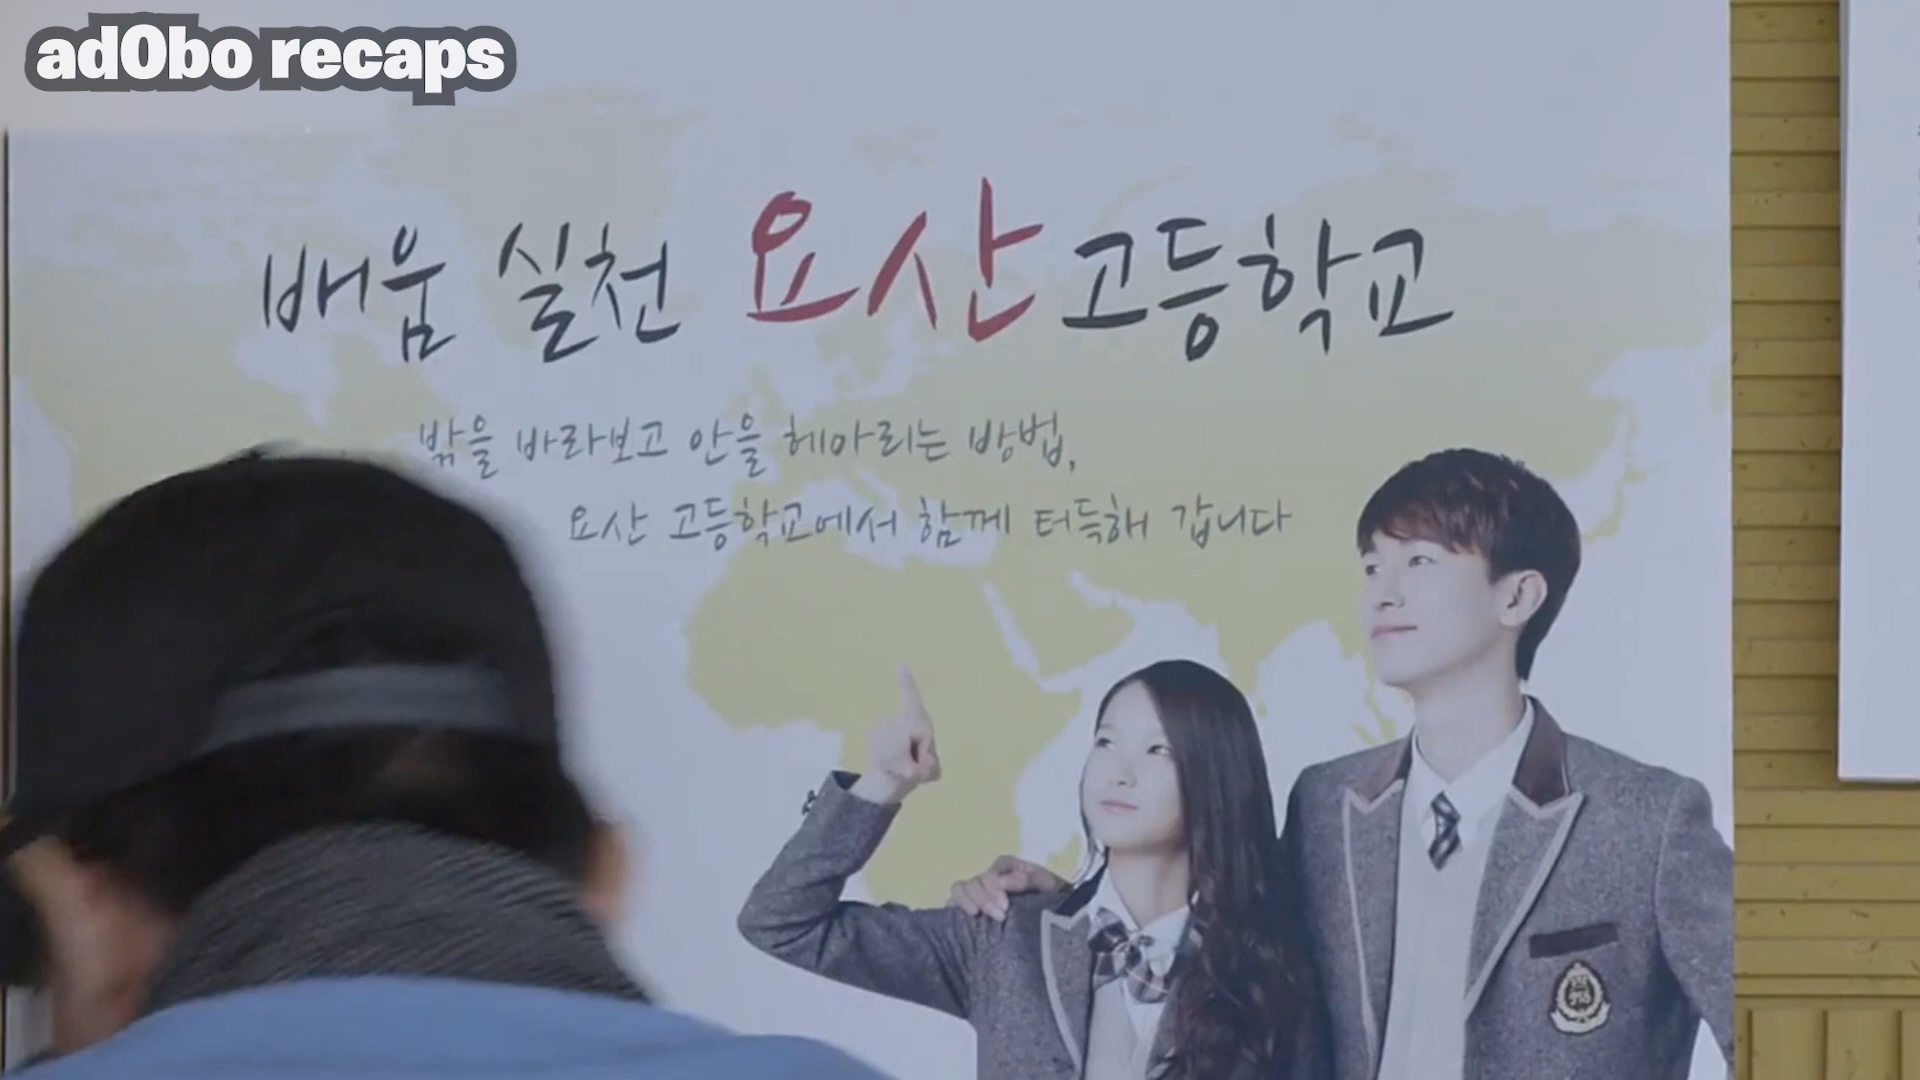 ad0bo recaps
배움 실천 요산 고등학교
밖을 바라보고 안을 헤아리는 방법,
요산 고등학교에서 함께 터득해 갑니다